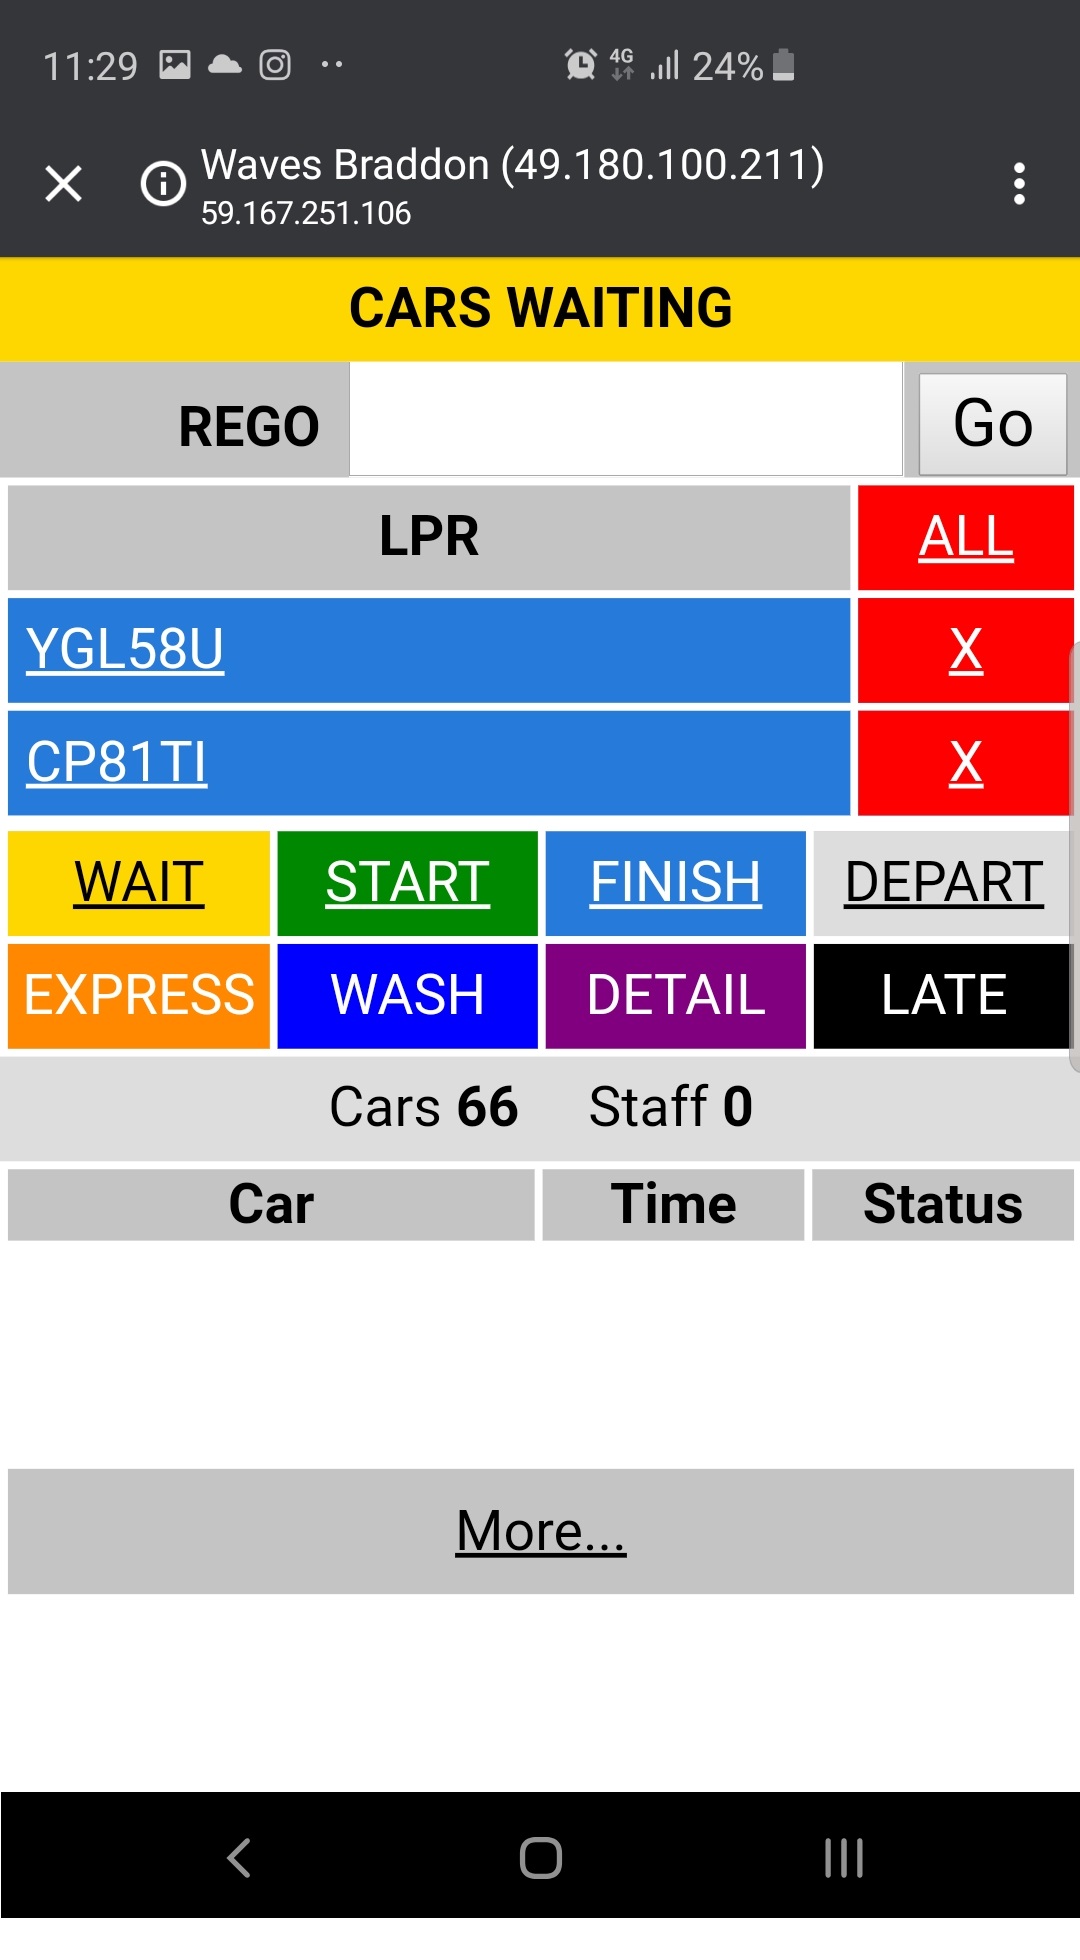 11:29 4G 24%
Waves Braddon (49.180.100.211)
59.167.251.106
CARS WAITING
REGO Go
LPR ALL
YGL58U X
CP81TI X
WAIT START FINISH DEPART
EXPRESS WASH DETAIL LATE
Cars 66 Staff 0
Car Time Status
More...